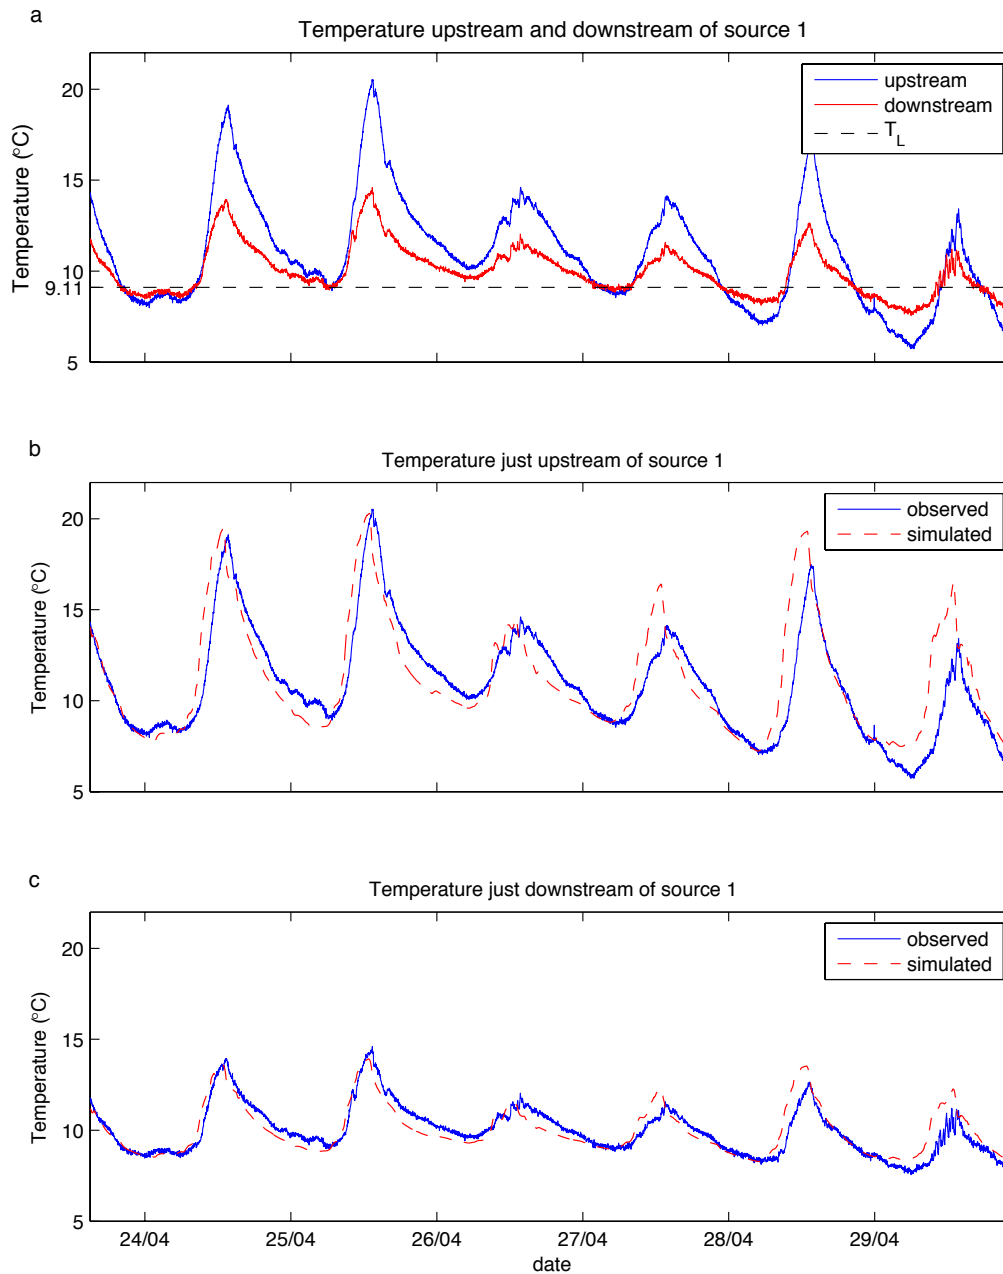 a
Temperature upstream and downstream of source 1
Temperature (°C)
20
15
10
9.11
5
upstream
downstream
T_L
b
Temperature just upstream of source 1
Temperature (°C)
20
15
10
5
observed
simulated
c
Temperature just downstream of source 1
Temperature (°C)
20
15
10
5
observed
simulated
24/04 25/04 26/04 27/04 28/04 29/04
date